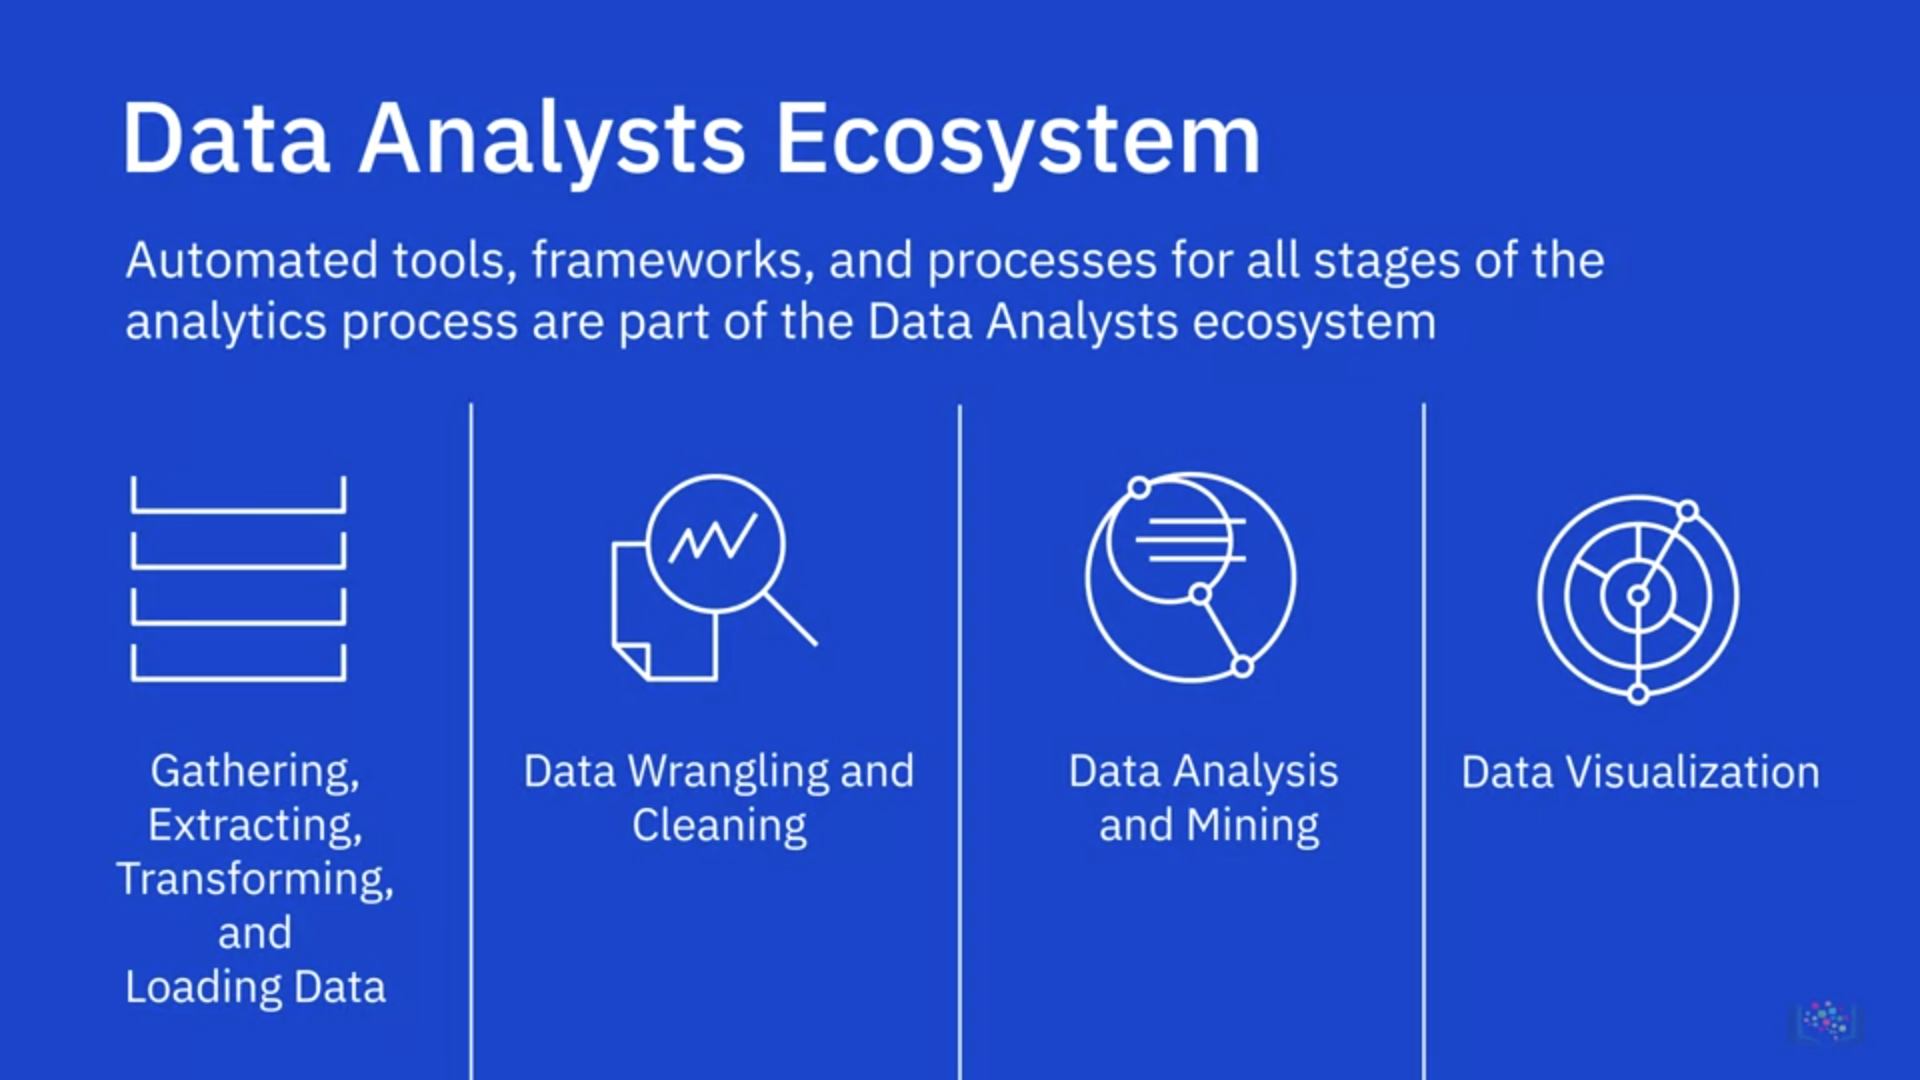 Data Analysts Ecosystem
Automated tools, frameworks, and processes for all stages of the
analytics process are part of the Data Analysts ecosystem
Gathering,
Extracting,
Transforming,
and
Loading Data
Data Wrangling and
Cleaning
Data Analysis
and Mining
Data Visualization